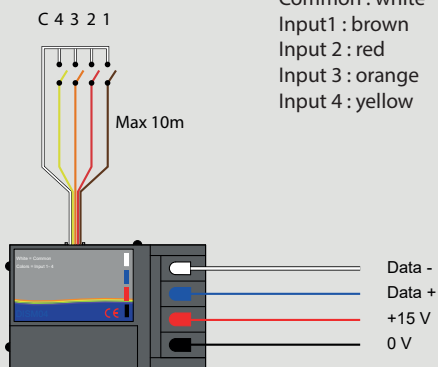 Common : white
Input1 : brown
Input 2 : red
Input 3 : orange
Input 4 : yellow
C 4 3 2 1
Max 10m
White = Common
Colors = Input 1- 4
CE
Data -
Data +
+15 V
0 V